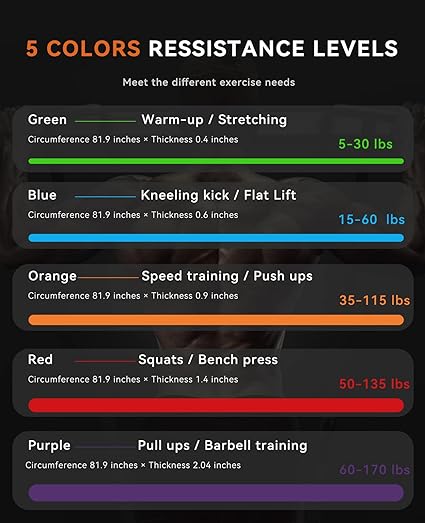 5 COLORS RESSISTANCE LEVELS
Meet the different exercise needs
Green Warm-up / Stretching
Circumference 81.9 inches × Thickness 0.4 inches
5-30 lbs
Blue Kneeling kick / Flat Lift
Circumference 81.9 inches × Thickness 0.6 inches
15-60 lbs
Orange Speed training / Push ups
Circumference 81.9 inches × Thickness 0.9 inches
35-115 lbs
Red Squats / Bench press
Circumference 81.9 inches × Thickness 1.4 inches
50-135 lbs
Purple Pull ups / Barbell training
Circumference 81.9 inches × Thickness 2.04 inches
60-170 lbs